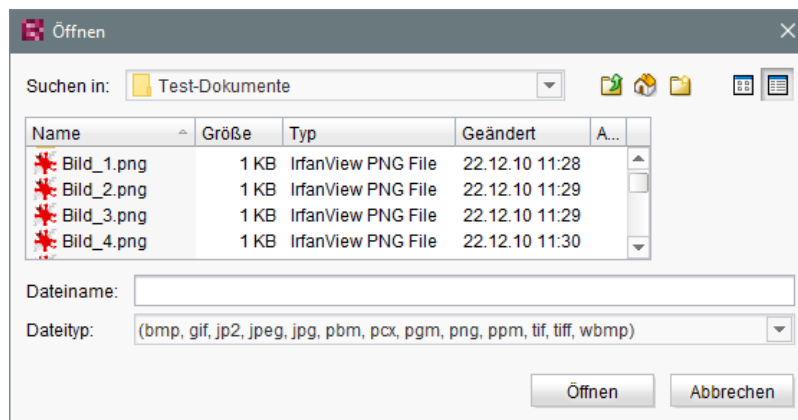 Öffnen
Suchen in: Test-Dokumente
Name Größe Typ Geändert A...
Bild_1.png 1 KB IrfanView PNG File 22.12.10 11:28
Bild_2.png 1 KB IrfanView PNG File 22.12.10 11:29
Bild_3.png 1 KB IrfanView PNG File 22.12.10 11:29
Bild_4.png 1 KB IrfanView PNG File 22.12.10 11:30
Dateiname:
Dateityp: (bmp, gif, jp2, jpeg, jpg, pbm, pcx, pgm, png, ppm, tif, tiff, wbmp)
Öffnen Abbrechen